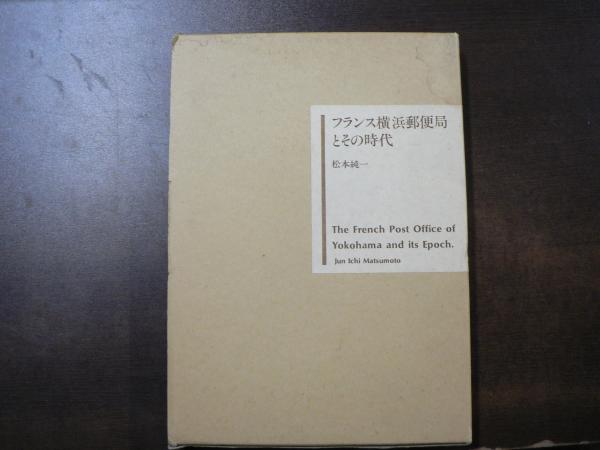 フランス横浜郵便局
とその時代
松本純一
The French Post Office of
Yokohama and its Epoch.
Jun Ichi Matsumoto